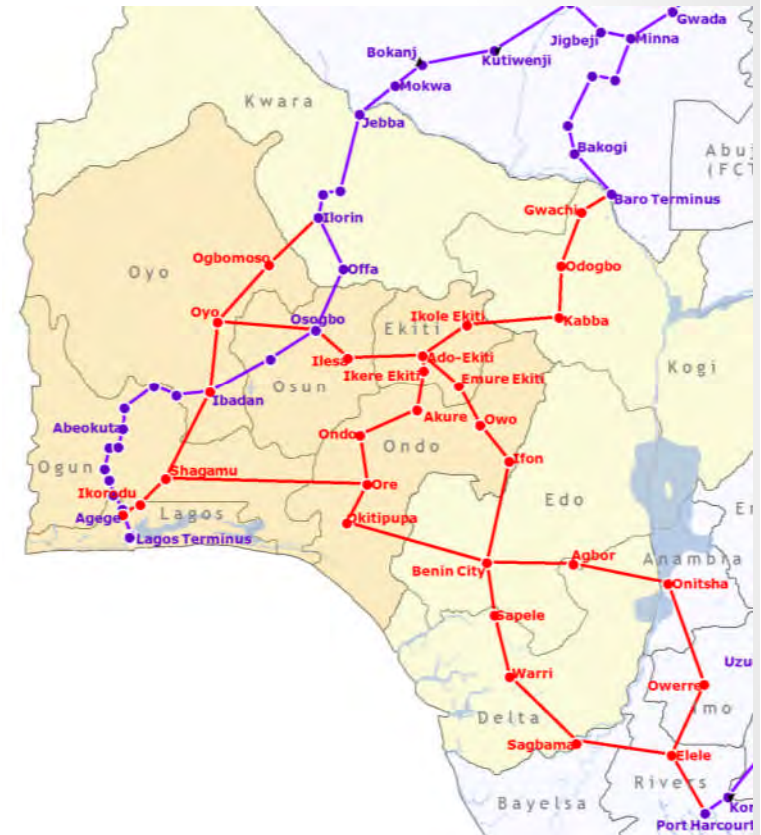 Gwada
Jigbeji
Minna
Bokanj
Kutiwenji
Mokwa
Kwara
Jebba
Bakogi
Abuj
(FCT
Baro Terminus
Gwachi
Ilorin
Ogbomoso
Offa
Odogbo
Oyo
Oyo
Osogbo
Ikole Ekiti
Kabba
Ekiti
Ilesa
Ado-Ekiti
Kogi
Ikere Ekiti
Emure Ekiti
Osun
Ibadan
Akure
Owo
Abeokuta
Ondo
Ondo
Ifon
Ogun
Shagamu
Ore
Ikorodu
Edo
Lagos
Agege
Okitipupa
Lagos Terminus
Agbor
Anambra
Benin City
Onitsha
Sapele
Uzu
Warri
Owerre
Imo
Delta
Sagbama
Elele
Rivers
Bayelsa
Kor
Port Harcourt